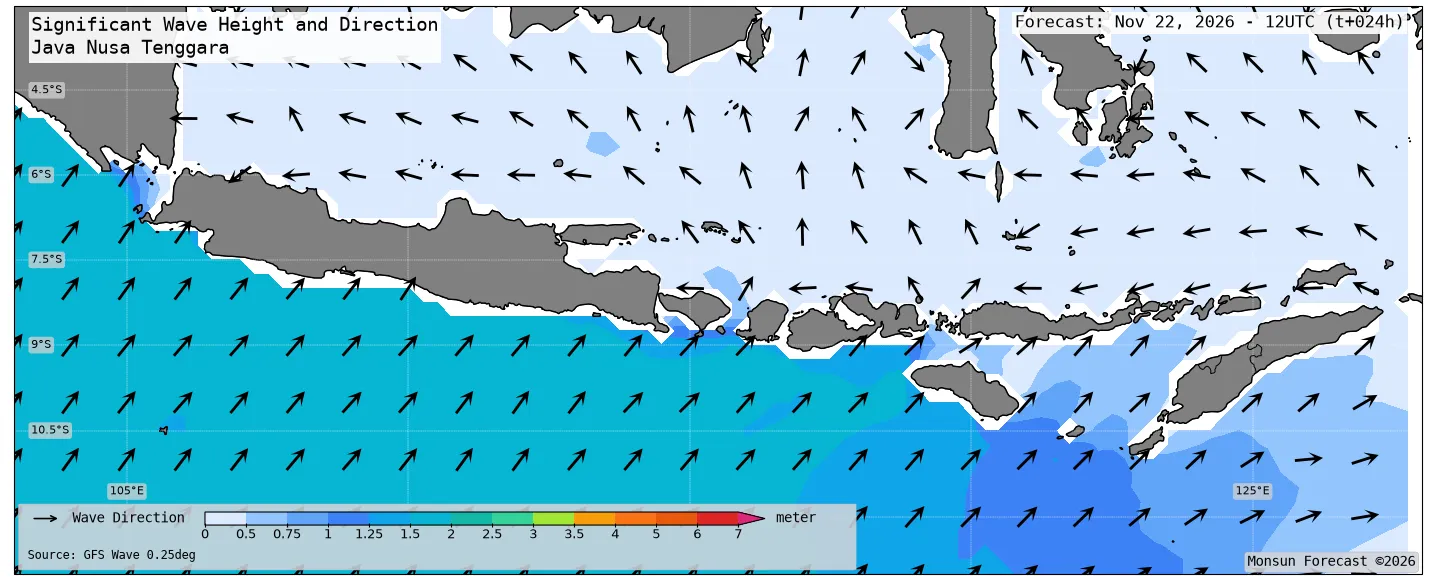 Significant Wave Height and Direction
Java Nusa Tenggara
Forecast: Nov 22, 2026 - 12UTC (t+024h)
4.5°S
6°S
7.5°S
9°S
10.5°S
105°E
125°E
Wave Direction
0 0.5 0.75 1 1.25 1.5 2 2.5 3 3.5 4 5 6 7
meter
Source: GFS Wave 0.25deg
Monsun Forecast ©2026